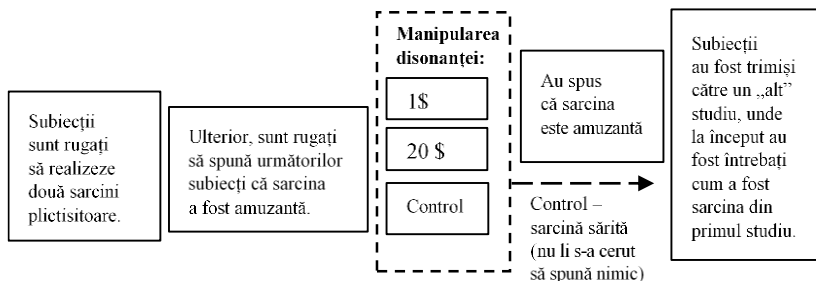 Subiecții
sunt rugați
să realizeze
două sarcini
plictisitoare.
Ulterior, sunt rugați
să spună următorilor
subiecți că sarcina
a fost amuzantă.
Manipularea
disonanței:
1$
20 $
Control
Au spus
că sarcina
este amuzantă
Control –
sarcină sărită
(nu li s-a cerut
să spună nimic)
Subiecții
au fost trimiși
către un „alt”
studiu, unde
la început au
fost întrebați
cum a fost
sarcina din
primul studiu.